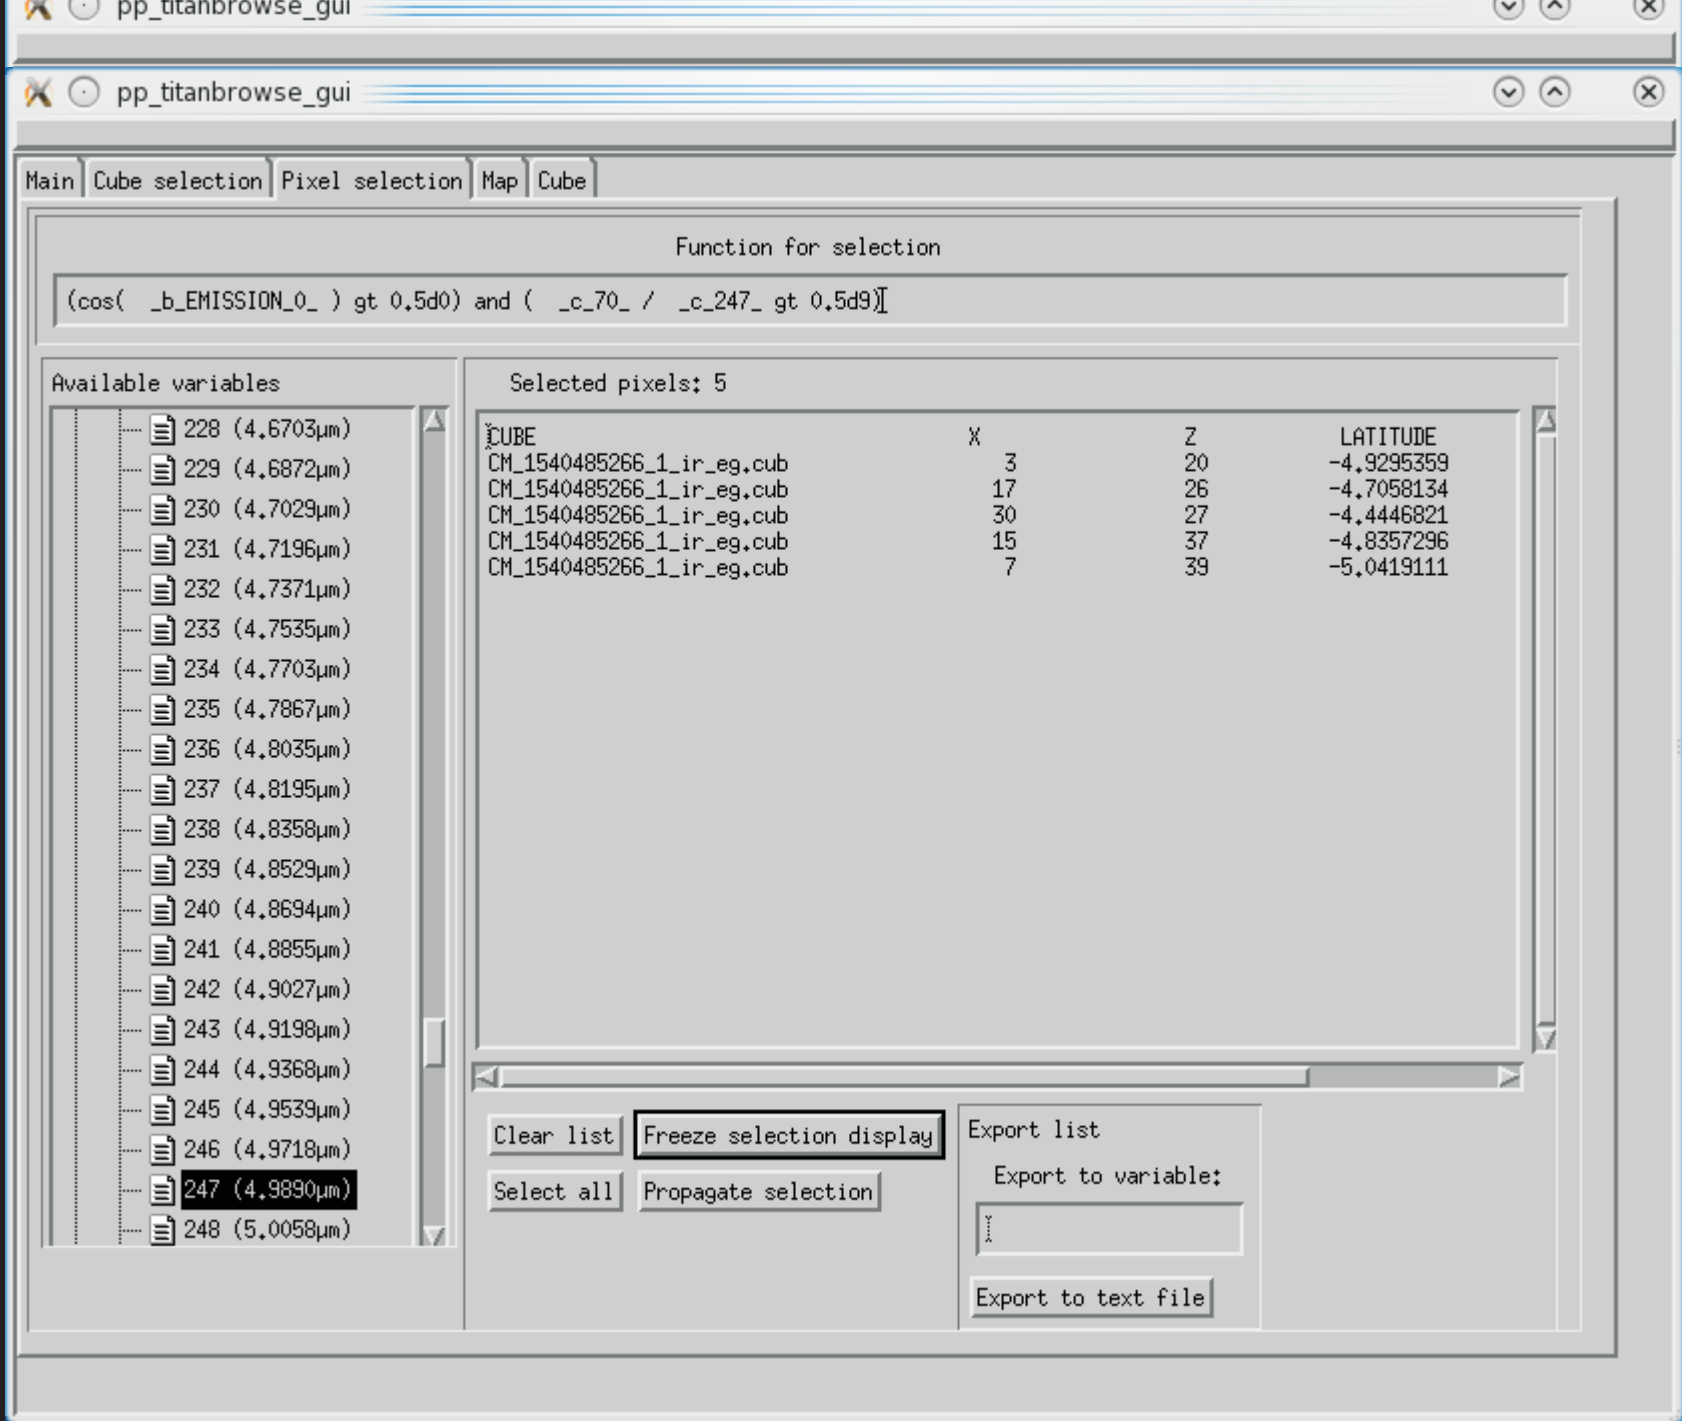 pp_titanbrowse_gui
pp_titanbrowse_gui
Main Cube selection Pixel selection Map Cube
Function for selection
(cos(  _b_EMISSION_0_ ) gt 0.5d0) and (  _c_70_ /  _c_247_ gt 0.5d9)
Available variables
228 (4.6703µm)
229 (4.6872µm)
230 (4.7029µm)
231 (4.7196µm)
232 (4.7371µm)
233 (4.7535µm)
234 (4.7703µm)
235 (4.7867µm)
236 (4.8035µm)
237 (4.8195µm)
238 (4.8358µm)
239 (4.8529µm)
240 (4.8694µm)
241 (4.8855µm)
242 (4.9027µm)
243 (4.9198µm)
244 (4.9368µm)
245 (4.9539µm)
246 (4.9718µm)
247 (4.9890µm)
248 (5.0058µm)
Selected pixels: 5
CUBE X Z LATITUDE
CM_1540485266_1_ir_eg.cub 3 20 -4.9295359
CM_1540485266_1_ir_eg.cub 17 26 -4.7058134
CM_1540485266_1_ir_eg.cub 30 27 -4.4446821
CM_1540485266_1_ir_eg.cub 15 37 -4.8357296
CM_1540485266_1_ir_eg.cub 7 39 -5.0419111
Clear list Freeze selection display
Select all Propagate selection
Export list
Export to variable:
Export to text file